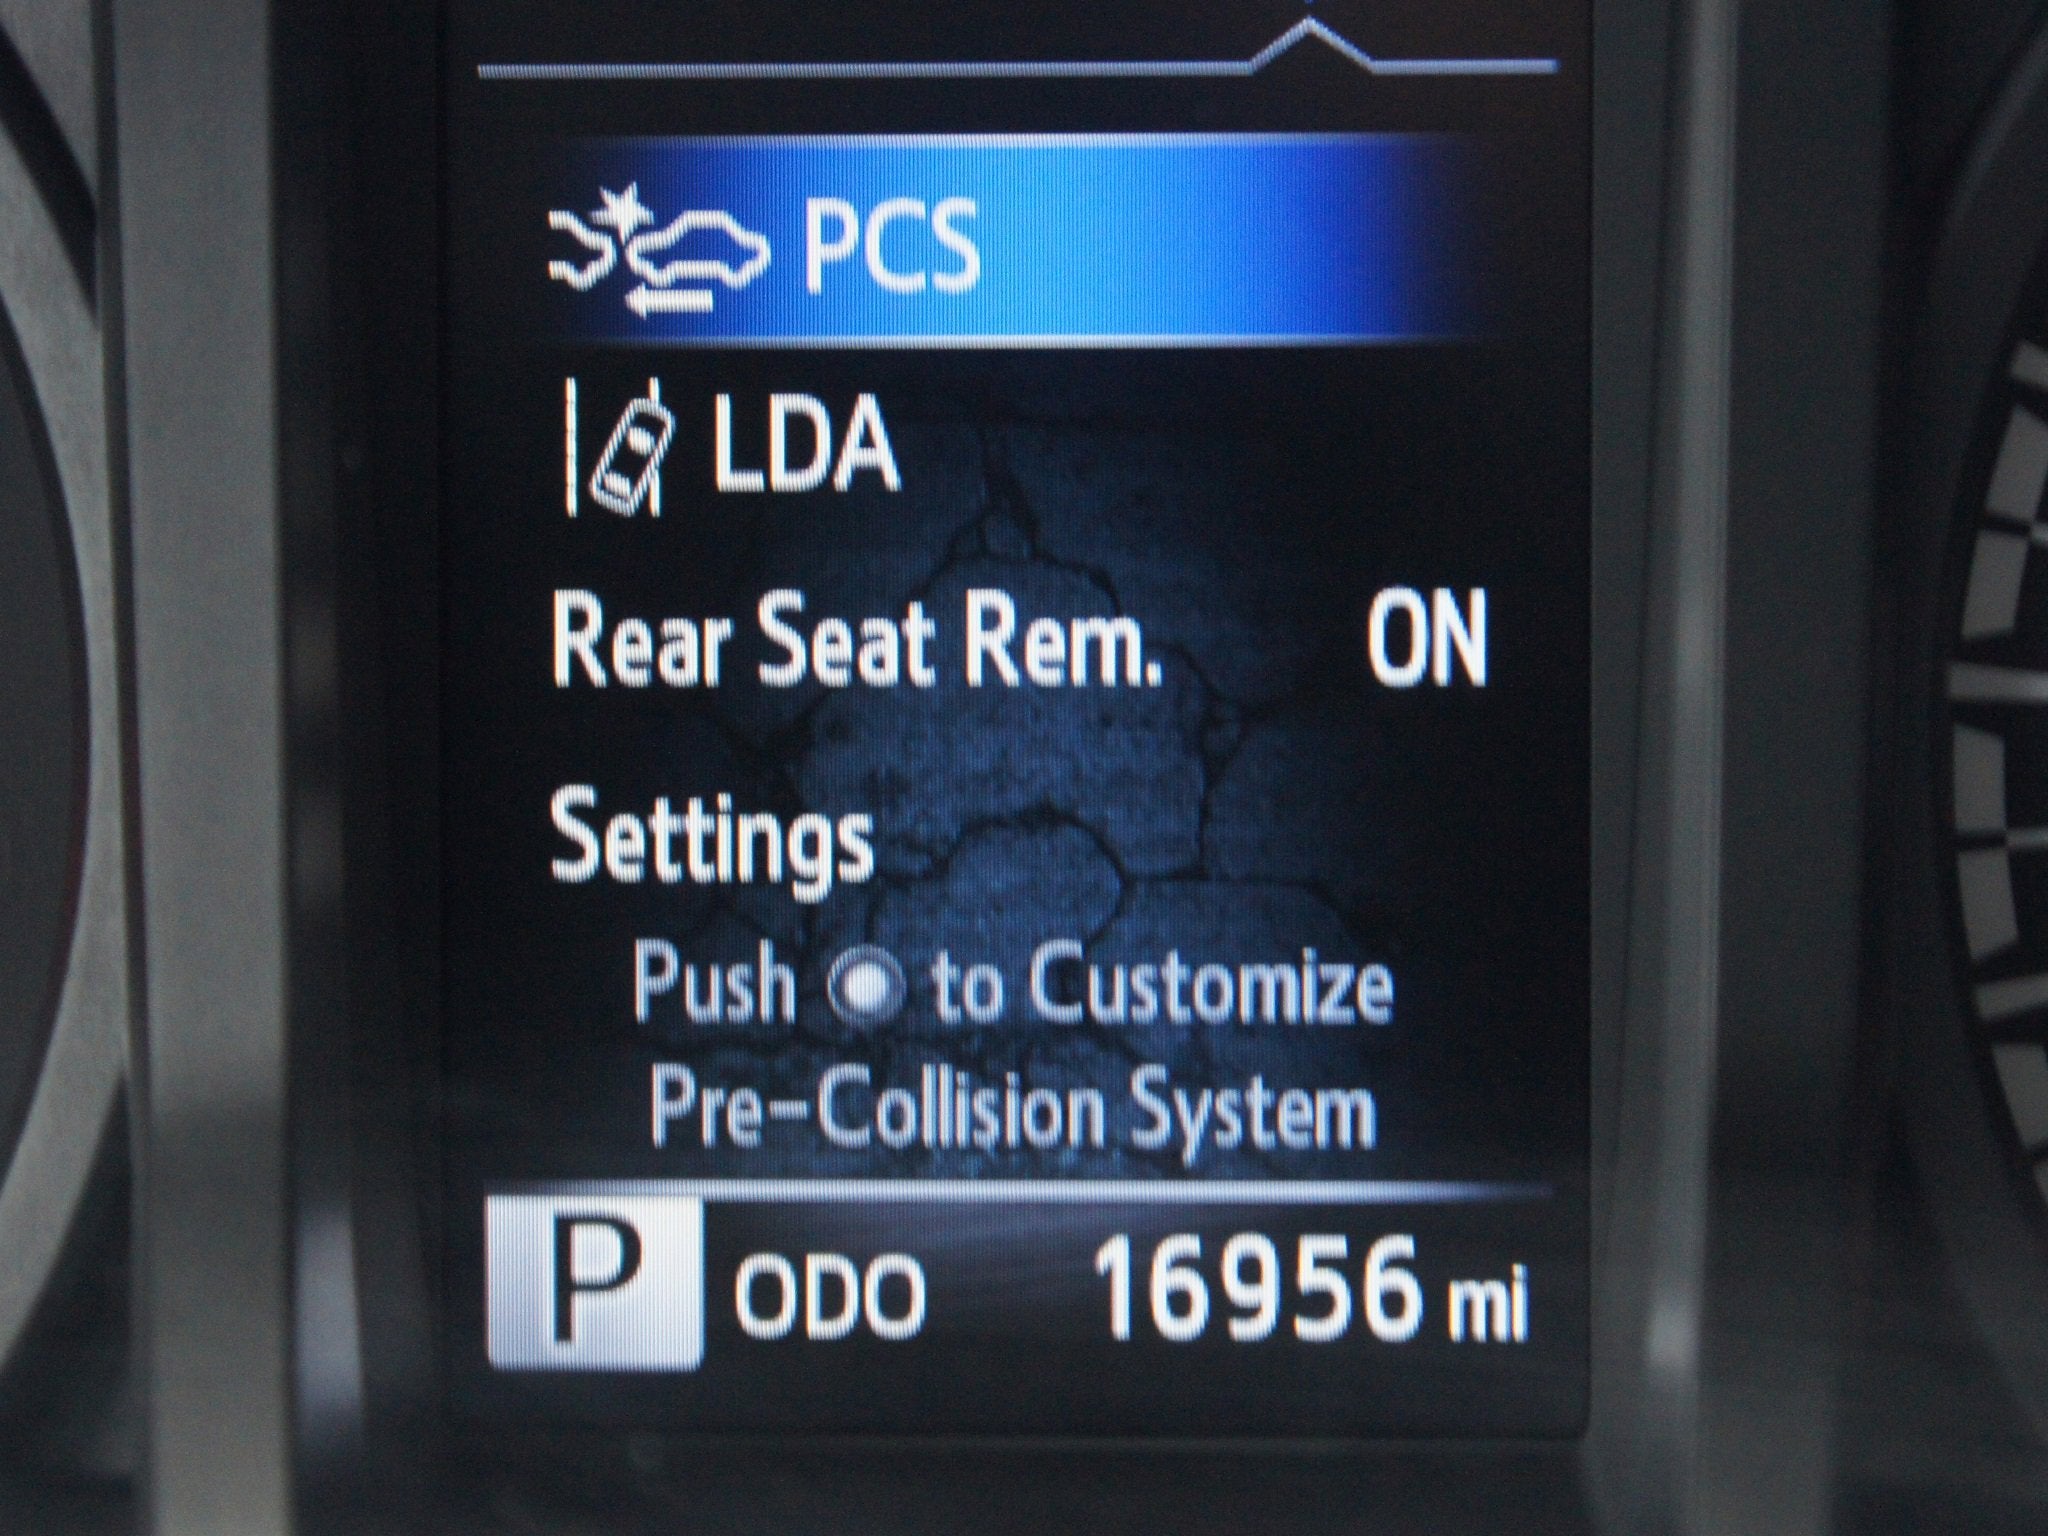 PCS
LDA
Rear Seat Rem. ON
Settings
Push to Customize
Pre-Collision System
P ODO 16956 mi